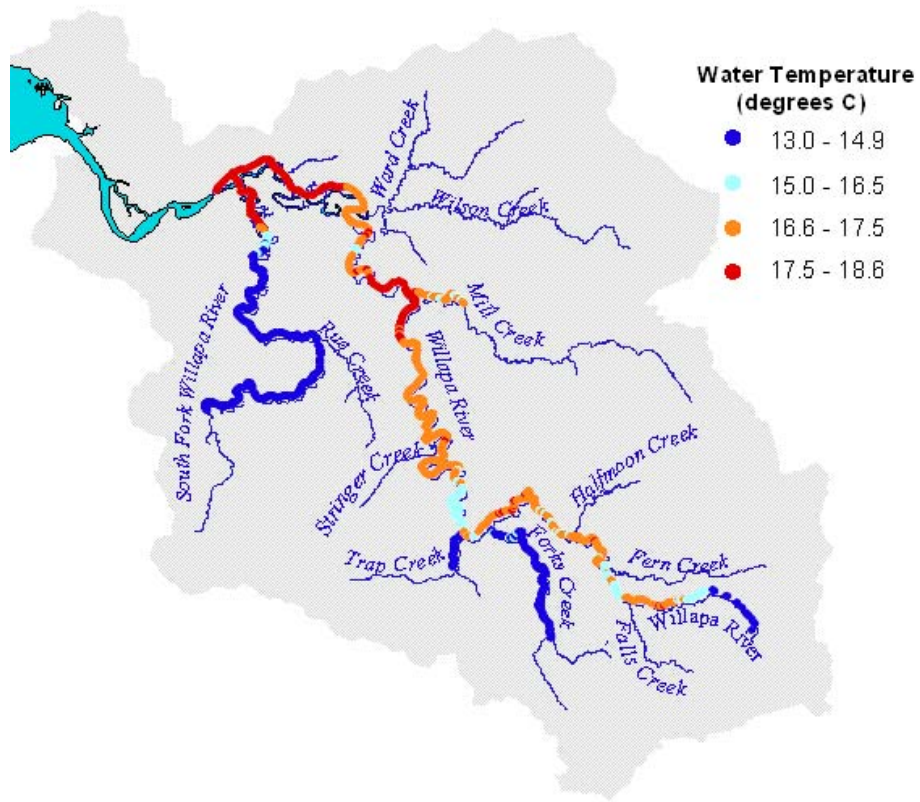 Water Temperature
(degrees C)
13.0 - 14.9
15.0 - 16.5
16.6 - 17.5
17.5 - 18.6
Ward Creek
Wilson Creek
Mill Creek
South Fork Willapa River
Rue Creek
Willapa River
Stringer Creek
Halfmoon Creek
Trap Creek
Forks Creek
Fern Creek
Willapa River
Falls Creek